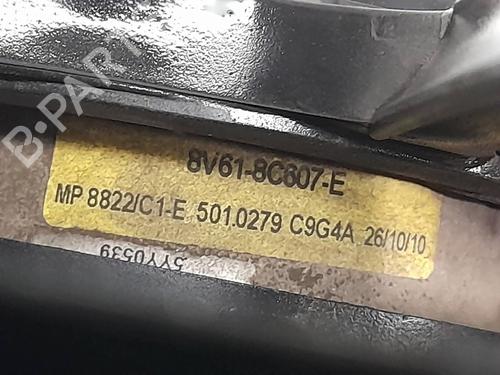 B-PARTS
8V61-8C607-E
MP 8822/C1-E 501.0279 C9G4A 26/10/10
5YY0539